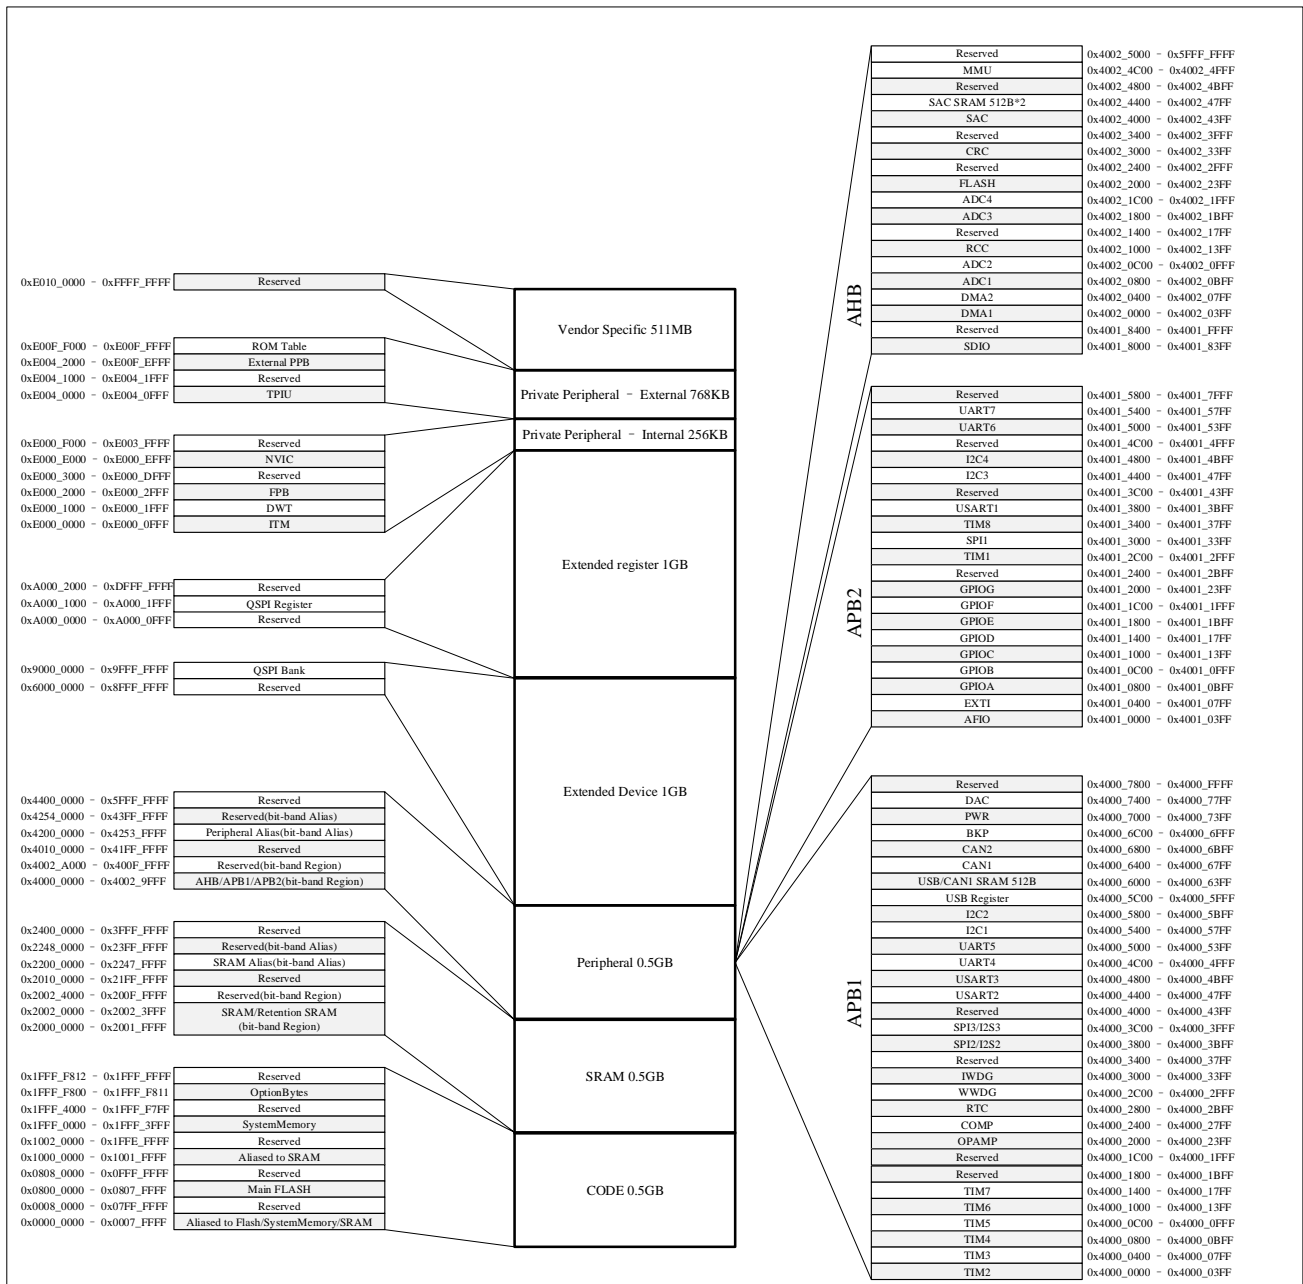 0xE010_0000 - 0xFFFF_FFFF Reserved
0xE00F_F000 - 0xE00F_FFFF ROM Table
0xE004_2000 - 0xE00F_EFFF External PPB
0xE004_1000 - 0xE004_1FFF Reserved
0xE004_0000 - 0xE004_0FFF TPIU
0xE000_F000 - 0xE003_FFFF Reserved
0xE000_E000 - 0xE000_EFFF NVIC
0xE000_3000 - 0xE000_DFFF Reserved
0xE000_2000 - 0xE000_2FFF FPB
0xE000_1000 - 0xE000_1FFF DWT
0xE000_0000 - 0xE000_0FFF ITM
0xA000_2000 - 0xDFFF_FFFF Reserved
0xA000_1000 - 0xA000_1FFF QSPI Register
0xA000_0000 - 0xA000_0FFF Reserved
0x9000_0000 - 0x9FFF_FFFF QSPI Bank
0x6000_0000 - 0x8FFF_FFFF Reserved
0x4400_0000 - 0x5FFF_FFFF Reserved
0x4254_0000 - 0x43FF_FFFF Reserved(bit-band Alias)
0x4200_0000 - 0x4253_FFFF Peripheral Alias(bit-band Alias)
0x4010_0000 - 0x41FF_FFFF Reserved
0x4002_A000 - 0x400F_FFFF Reserved(bit-band Region)
0x4000_0000 - 0x4002_9FFF AHB/APB1/APB2(bit-band Region)
0x2400_0000 - 0x3FFF_FFFF Reserved
0x2248_0000 - 0x23FF_FFFF Reserved(bit-band Alias)
0x2200_0000 - 0x2247_FFFF SRAM Alias(bit-band Alias)
0x2010_0000 - 0x21FF_FFFF Reserved
0x2002_4000 - 0x200F_FFFF Reserved(bit-band Region)
0x2002_0000 - 0x2002_3FFF SRAM/Retention SRAM
0x2000_0000 - 0x2001_FFFF (bit-band Region)
0x1FFF_F812 - 0x1FFF_FFFF Reserved
0x1FFF_F800 - 0x1FFF_F811 OptionBytes
0x1FFF_4000 - 0x1FFF_F7FF Reserved
0x1FFF_0000 - 0x1FFF_3FFF SystemMemory
0x1002_0000 - 0x1FFE_FFFF Reserved
0x1000_0000 - 0x1001_FFFF Aliased to SRAM
0x0808_0000 - 0x0FFF_FFFF Reserved
0x0800_0000 - 0x0807_FFFF Main FLASH
0x0008_0000 - 0x07FF_FFFF Reserved
0x0000_0000 - 0x0007_FFFF Aliased to Flash/SystemMemory/SRAM
Vendor Specific 511MB
Private Peripheral - External 768KB
Private Peripheral - Internal 256KB
Extended register 1GB
Extended Device 1GB
Peripheral 0.5GB
SRAM 0.5GB
CODE 0.5GB
AHB
Reserved 0x4002_5000 - 0x5FFF_FFFF
MMU 0x4002_4C00 - 0x4002_4FFF
Reserved 0x4002_4800 - 0x4002_4BFF
SAC SRAM 512B*2 0x4002_4400 - 0x4002_47FF
SAC 0x4002_4000 - 0x4002_43FF
Reserved 0x4002_3400 - 0x4002_3FFF
CRC 0x4002_3000 - 0x4002_33FF
Reserved 0x4002_2400 - 0x4002_2FFF
FLASH 0x4002_2000 - 0x4002_23FF
ADC4 0x4002_1C00 - 0x4002_1FFF
ADC3 0x4002_1800 - 0x4002_1BFF
Reserved 0x4002_1400 - 0x4002_17FF
RCC 0x4002_1000 - 0x4002_13FF
ADC2 0x4002_0C00 - 0x4002_0FFF
ADC1 0x4002_0800 - 0x4002_0BFF
DMA2 0x4002_0400 - 0x4002_07FF
DMA1 0x4002_0000 - 0x4002_03FF
Reserved 0x4001_8400 - 0x4001_FFFF
SDIO 0x4001_8000 - 0x4001_83FF
APB2
Reserved 0x4001_5800 - 0x4001_7FFF
UART7 0x4001_5400 - 0x4001_57FF
UART6 0x4001_5000 - 0x4001_53FF
Reserved 0x4001_4C00 - 0x4001_4FFF
I2C4 0x4001_4800 - 0x4001_4BFF
I2C3 0x4001_4400 - 0x4001_47FF
Reserved 0x4001_3C00 - 0x4001_43FF
USART1 0x4001_3800 - 0x4001_3BFF
TIM8 0x4001_3400 - 0x4001_37FF
SPI1 0x4001_3000 - 0x4001_33FF
TIM1 0x4001_2C00 - 0x4001_2FFF
Reserved 0x4001_2400 - 0x4001_2BFF
GPIOG 0x4001_2000 - 0x4001_23FF
GPIOF 0x4001_1C00 - 0x4001_1FFF
GPIOE 0x4001_1800 - 0x4001_1BFF
GPIOD 0x4001_1400 - 0x4001_17FF
GPIOC 0x4001_1000 - 0x4001_13FF
GPIOB 0x4001_0C00 - 0x4001_0FFF
GPIOA 0x4001_0800 - 0x4001_0BFF
EXTI 0x4001_0400 - 0x4001_07FF
AFIO 0x4001_0000 - 0x4001_03FF
APB1
Reserved 0x4000_7800 - 0x4000_FFFF
DAC 0x4000_7400 - 0x4000_77FF
PWR 0x4000_7000 - 0x4000_73FF
BKP 0x4000_6C00 - 0x4000_6FFF
CAN2 0x4000_6800 - 0x4000_6BFF
CAN1 0x4000_6400 - 0x4000_67FF
USB/CAN1 SRAM 512B 0x4000_6000 - 0x4000_63FF
USB Register 0x4000_5C00 - 0x4000_5FFF
I2C2 0x4000_5800 - 0x4000_5BFF
I2C1 0x4000_5400 - 0x4000_57FF
UART5 0x4000_5000 - 0x4000_53FF
UART4 0x4000_4C00 - 0x4000_4FFF
USART3 0x4000_4800 - 0x4000_4BFF
USART2 0x4000_4400 - 0x4000_47FF
Reserved 0x4000_4000 - 0x4000_43FF
SPI3/I2S3 0x4000_3C00 - 0x4000_3FFF
SPI2/I2S2 0x4000_3800 - 0x4000_3BFF
Reserved 0x4000_3400 - 0x4000_37FF
IWDG 0x4000_3000 - 0x4000_33FF
WWDG 0x4000_2C00 - 0x4000_2FFF
RTC 0x4000_2800 - 0x4000_2BFF
COMP 0x4000_2400 - 0x4000_27FF
OPAMP 0x4000_2000 - 0x4000_23FF
Reserved 0x4000_1C00 - 0x4000_1FFF
Reserved 0x4000_1800 - 0x4000_1BFF
TIM7 0x4000_1400 - 0x4000_17FF
TIM6 0x4000_1000 - 0x4000_13FF
TIM5 0x4000_0C00 - 0x4000_0FFF
TIM4 0x4000_0800 - 0x4000_0BFF
TIM3 0x4000_0400 - 0x4000_07FF
TIM2 0x4000_0000 - 0x4000_03FF